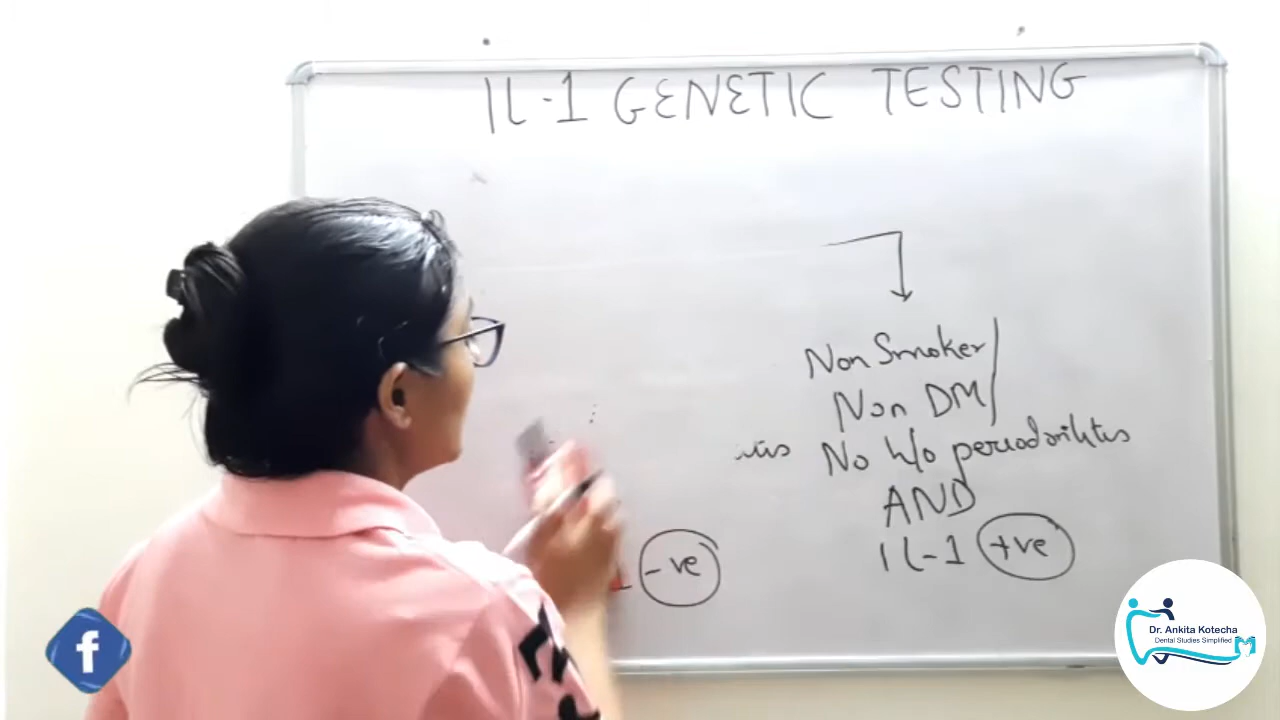 IL-1 GENETIC TESTING
Non Smoker/
Non DM/
No h/o periodontitis
AND
IL-1 +ve
-ve
Dr. Ankita Kotecha
Dental Studies Simplified
f